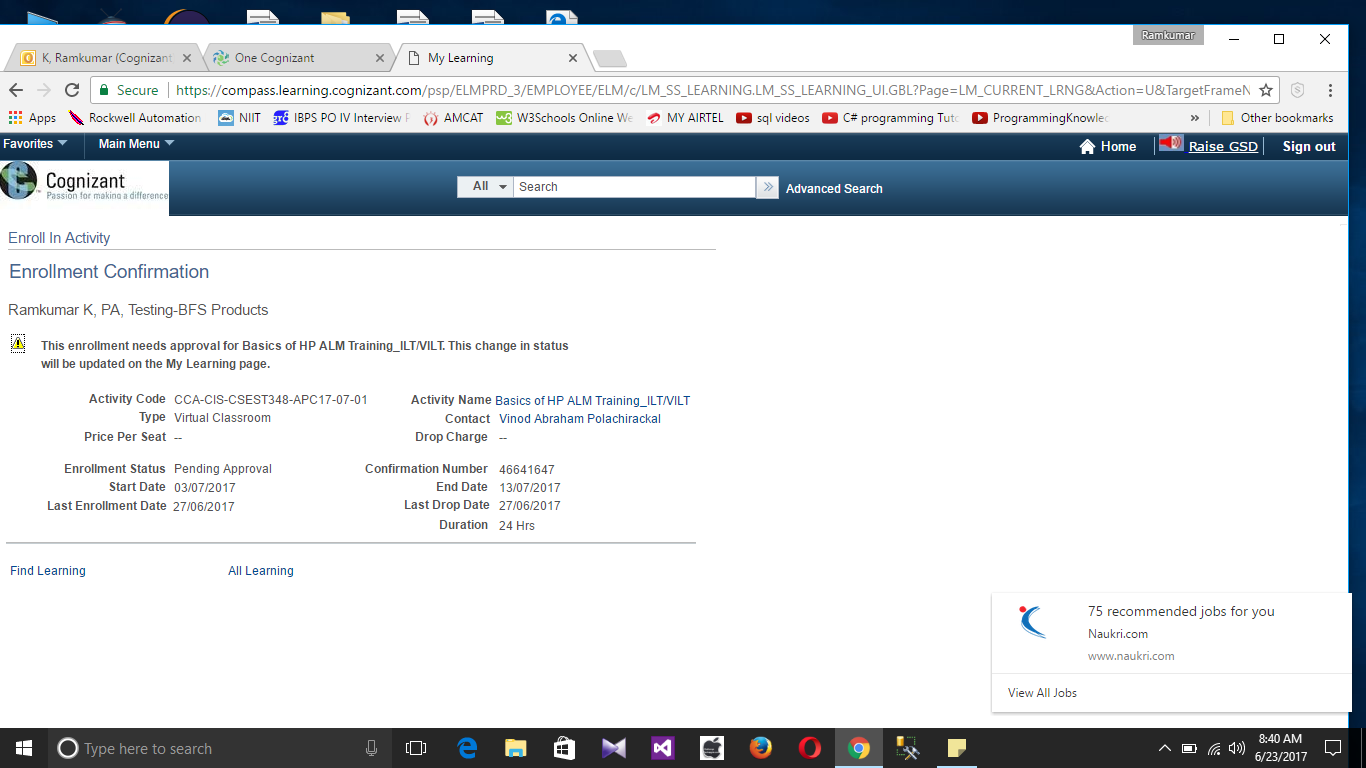 Ramkumar
K, Ramkumar (Cognizant
One Cognizant
My Learning
Secure
https://compass.learning.cognizant.com/psp/ELMPRD_3/EMPLOYEE/ELM/c/LM_SS_LEARNING.LM_SS_LEARNING_UI.GBL?Page=LM_CURRENT_LRNG&Action=U&TargetFrameN
Apps
Rockwell Automation
NIIT
IBPS PO IV Interview
AMCAT
W3Schools Online We
MY AIRTEL
sql videos
C# programming Tuto
ProgrammingKnowled
»
Other bookmarks
Favorites
Main Menu
Home
Raise GSD
Sign out
Cognizant
Passion for making a difference
All
Search
»
Advanced Search
Enroll In Activity
Enrollment Confirmation
Ramkumar K, PA, Testing-BFS Products
This enrollment needs approval for Basics of HP ALM Training_ILT/VILT. This change in status
will be updated on the My Learning page.
Activity Code CCA-CIS-CSEST348-APC17-07-01 Activity Name Basics of HP ALM Training_ILT/VILT
Type Virtual Classroom Contact Vinod Abraham Polachirackal
Price Per Seat -- Drop Charge --
Enrollment Status Pending Approval Confirmation Number 46641647
Start Date 03/07/2017 End Date 13/07/2017
Last Enrollment Date 27/06/2017 Last Drop Date 27/06/2017
Duration 24 Hrs
Find Learning All Learning
75 recommended jobs for you
Naukri.com
www.naukri.com
View All Jobs
Type here to search
8:40 AM
6/23/2017